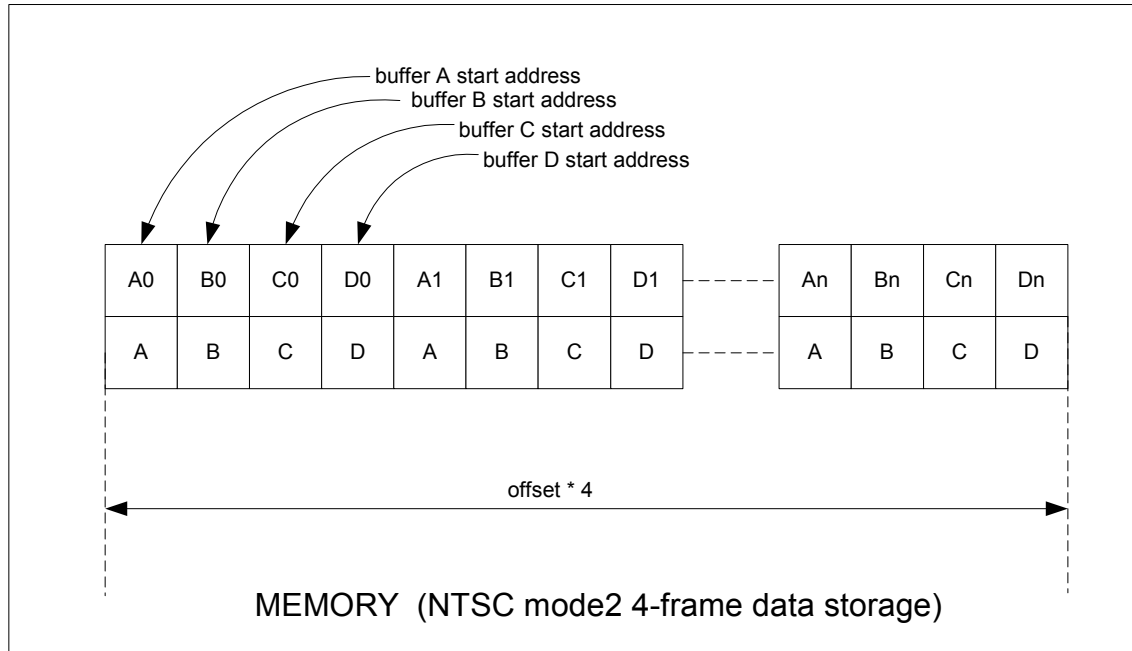 buffer A start address
buffer B start address
buffer C start address
buffer D start address
A0 B0 C0 D0 A1 B1 C1 D1 An Bn Cn Dn
A B C D A B C D A B C D
offset * 4
MEMORY (NTSC mode2 4-frame data storage)